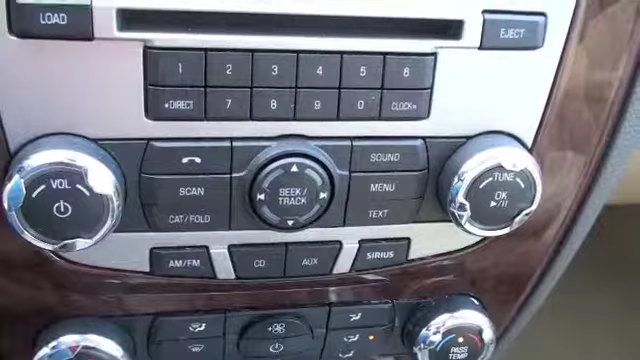 LOAD
EJECT
1 2 3 4 5 6
*DIRECT 7 8 9 0 CLOCK
VOL
SCAN
CAT/FOLD
SEEK/
TRACK
SOUND
MENU
TEXT
TUNE
OK
AM/FM
CD
AUX
SIRIUS
PASS
TEMP